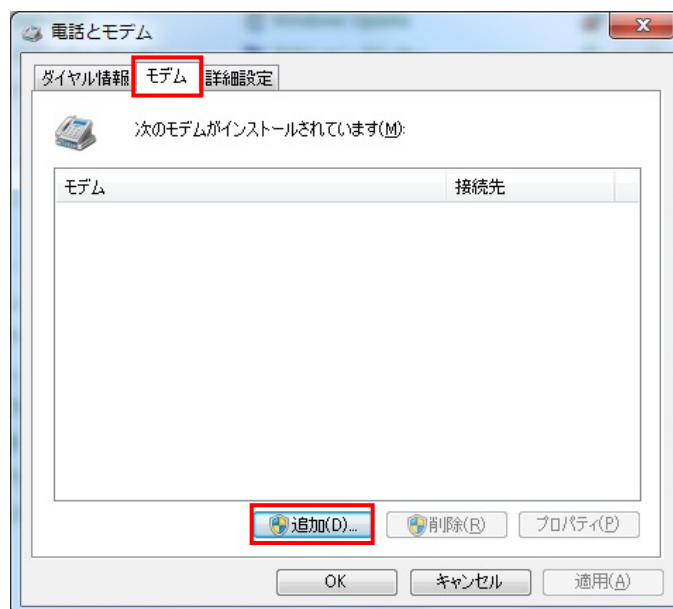 電話とモデム
ダイヤル情報 モデム 詳細設定
次のモデムがインストールされています(M):
モデム 接続先
追加(D)... 削除(R) プロパティ(P)
OK キャンセル 適用(A)